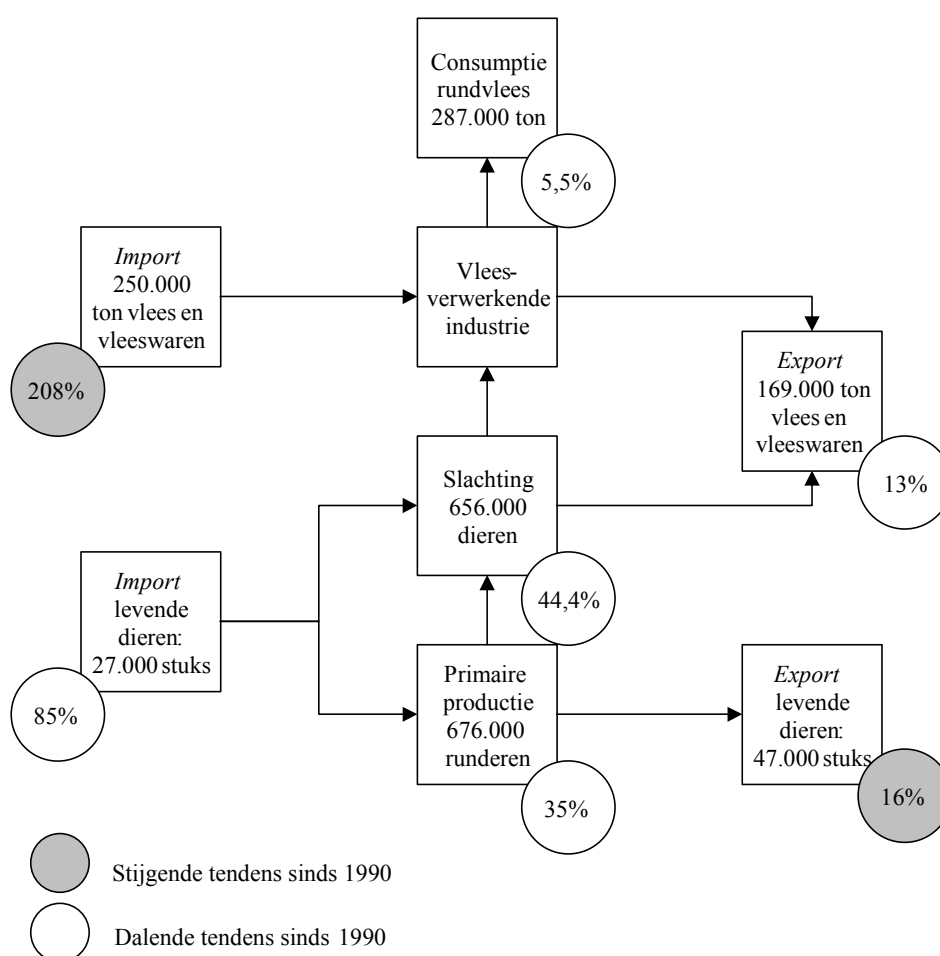 Consumptie
rundvlees
287.000 ton
5,5%
Import
250.000
ton vlees en
vleeswaren
208%
Vlees-
verwerkende
industrie
Export
169.000 ton
vlees en
vleeswaren
13%
Slachting
656.000
dieren
44,4%
Import
levende
dieren:
27.000 stuks
85%
Primaire
productie
676.000
runderen
35%
Export
levende
dieren:
47.000 stuks
16%
Stijgende tendens sinds 1990
Dalende tendens sinds 1990